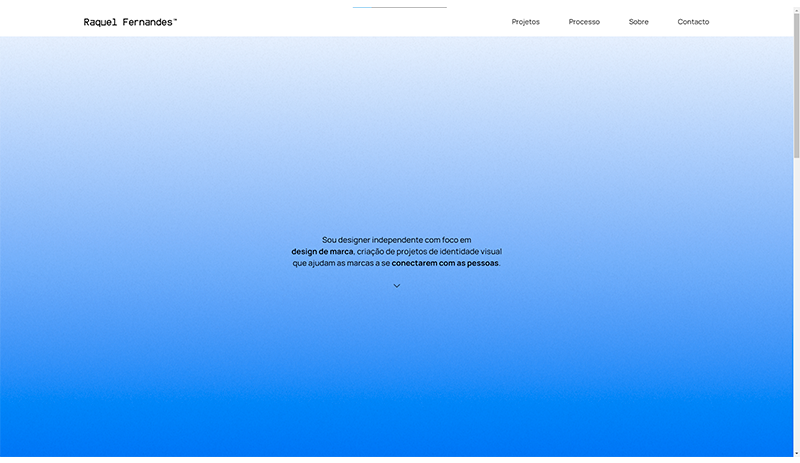 Raquel Fernandes™
Projetos Processo Sobre Contacto
Sou designer independente com foco em
design de marca, criação de projetos de identidade visual
que ajudam as marcas a se conectarem com as pessoas.